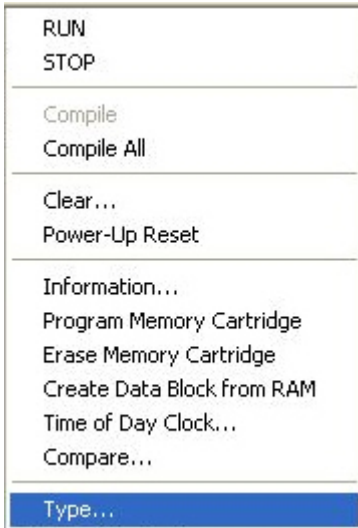 RUN
STOP
Compile
Compile All
Clear...
Power-Up Reset
Information...
Program Memory Cartridge
Erase Memory Cartridge
Create Data Block from RAM
Time of Day Clock...
Compare...
Type...